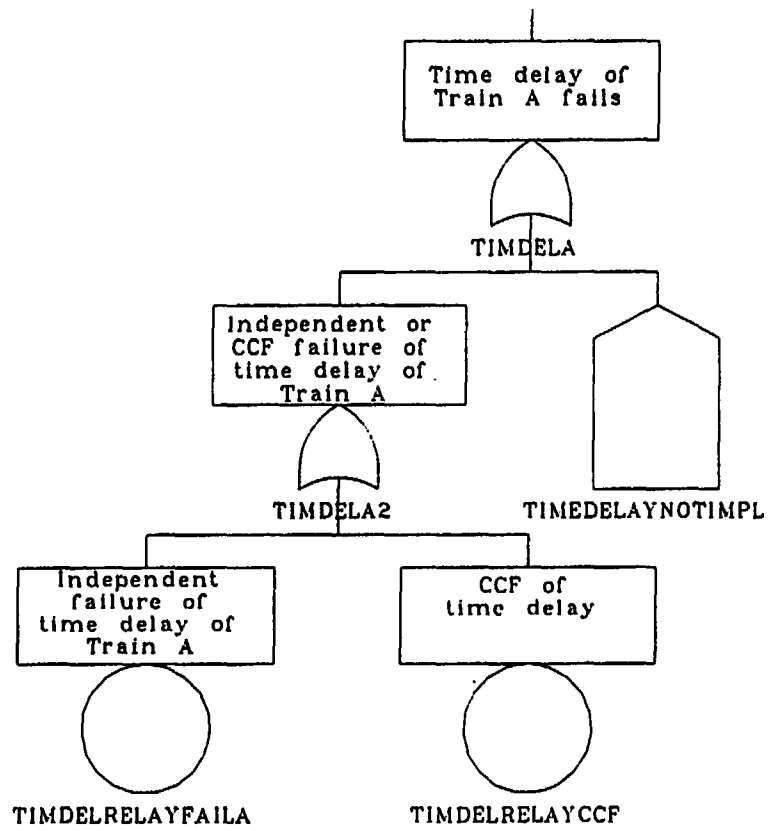 Time delay of
Train A fails
TIMDELA
Independent or
CCF failure of
time delay of
Train A
TIMDELA2
TIMEDELAYNOTIMPL
Independent
failure of
time delay of
Train A
CCF of
time delay
TIMDELRELAYFAILA
TIMDELRELAYCCF